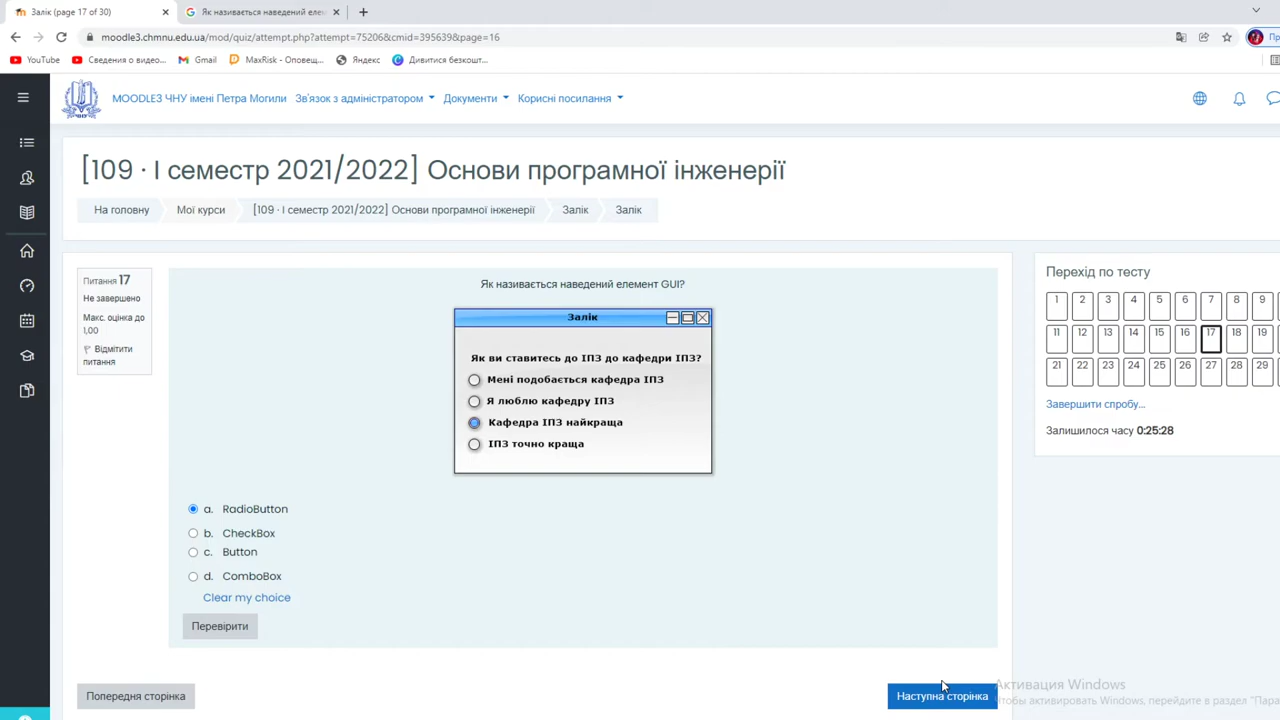 Залік (page 17 of 30)
Як називається наведений елем
moodle3.chmnu.edu.ua/mod/quiz/attempt.php?attempt=75206&cmid=395639&page=16
YouTube
Сведения о видео...
Gmail
MaxRisk - Оповещ...
Яндекс
Дивитися безкошт...
MOODLE3 ЧНУ імені Петра Могили
Зв'язок з адміністратором
Документи
Корисні посилання
[109 · І семестр 2021/2022] Основи програмної інженерії
На головну
Мої курси
[109 · І семестр 2021/2022] Основи програмної інженерії
Залік
Залік
Питання 17
Не завершено
Макс. оцінка до
1,00
Відмітити
питання
Як називається наведений елемент GUI?
Залік
Як ви ставитесь до ІПЗ до кафедри ІПЗ?
Мені подобається кафедра ІПЗ
Я люблю кафедру ІПЗ
Кафедра ІПЗ найкраща
ІПЗ точно краща
a. RadioButton
b. CheckBox
c. Button
d. ComboBox
Clear my choice
Перевірити
Попередня сторінка
Наступна сторінка
Перехід по тесту
1 2 3 4 5 6 7 8 9
11 12 13 14 15 16 17 18 19
21 22 23 24 25 26 27 28 29
Завершити спробу...
Залишилося часу 0:25:28
Активация Windows
Чтобы активировать Windows, перейдите в раздел "Пара